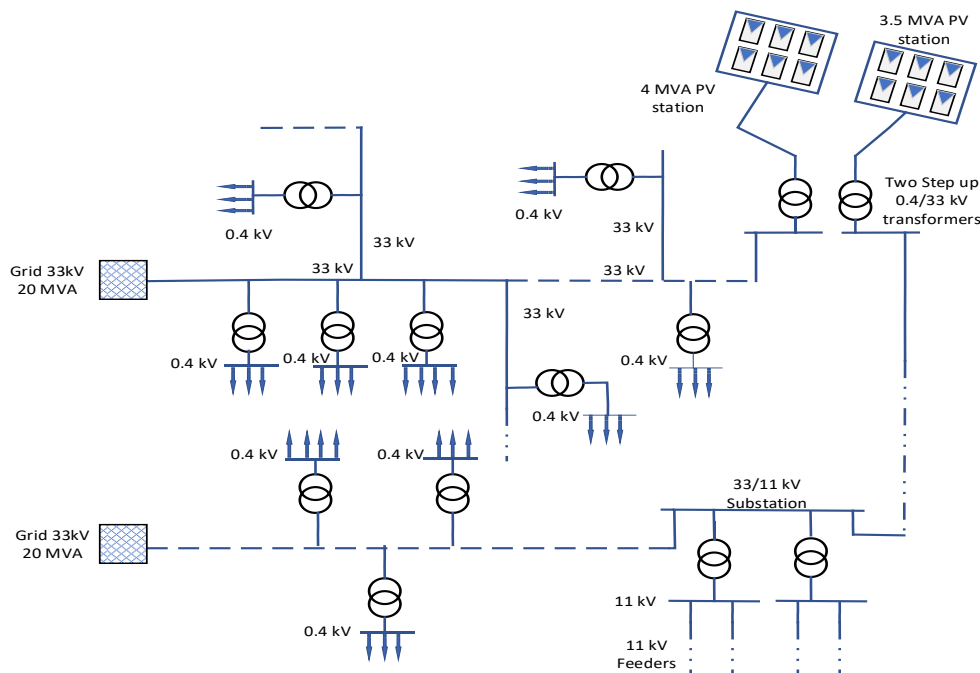 3.5 MVA PV
station
4 MVA PV
station
Two Step up
0.4/33 kV
transformers
0.4 kV
0.4 kV
33 kV
33 kV
Grid 33kV
20 MVA
33 kV
33 kV
33 kV
0.4 kV
0.4 kV
0.4 kV
0.4 kV
0.4 kV
0.4 kV
0.4 kV
33/11 kV
Substation
Grid 33kV
20 MVA
11 kV
0.4 kV
11 kV
Feeders